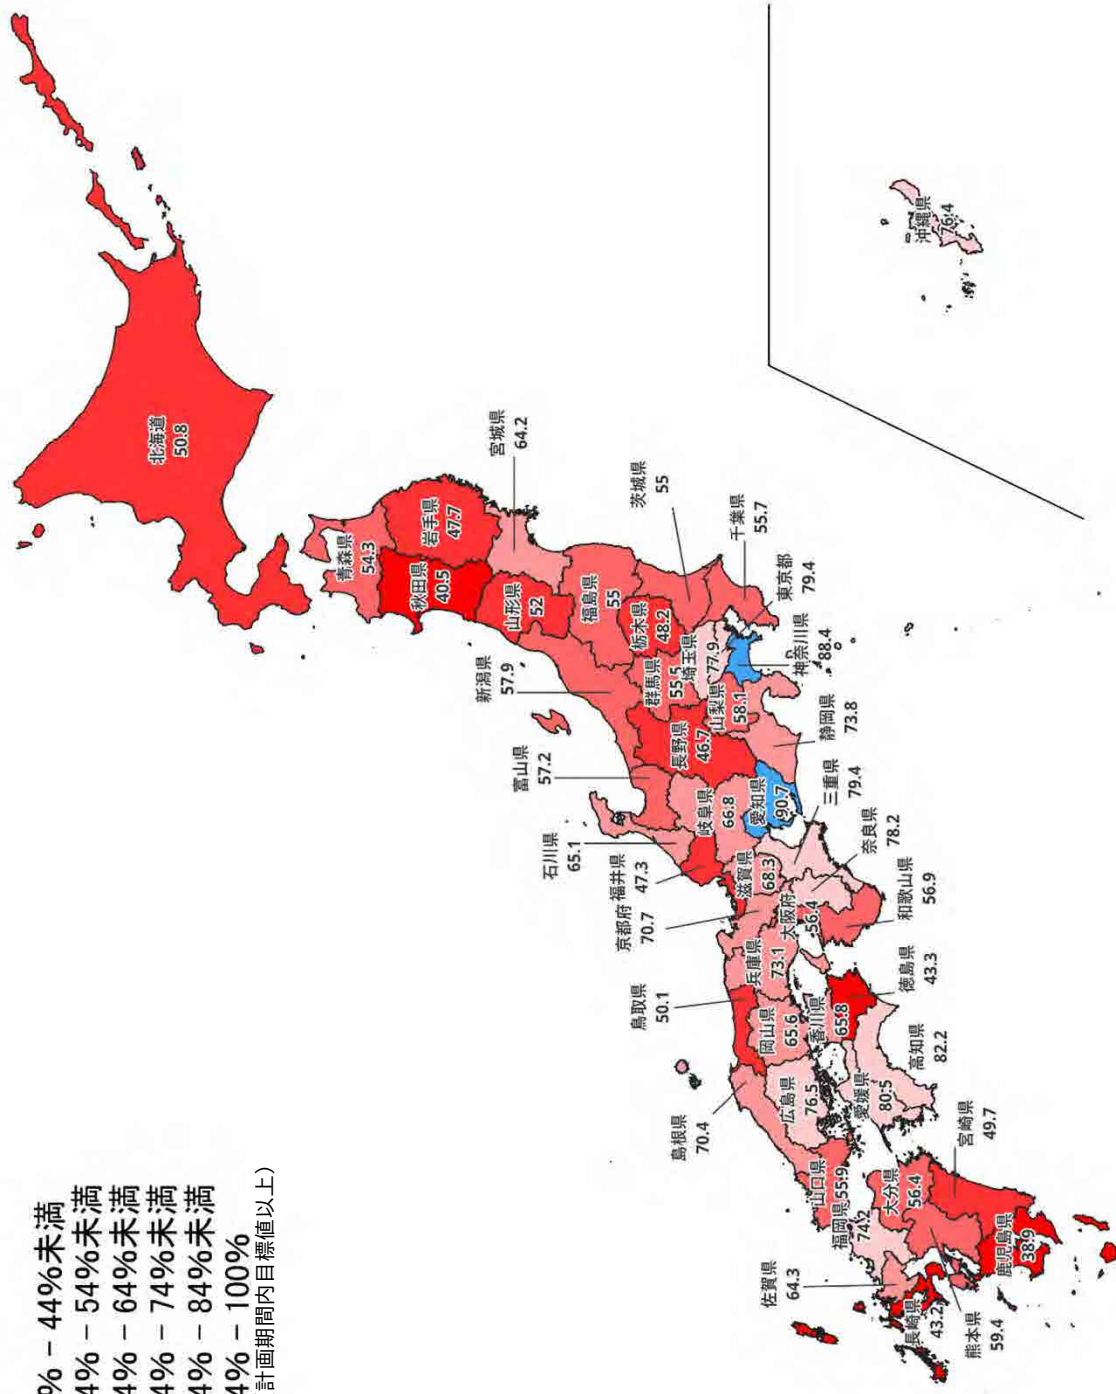 % – 44%未満
4% – 54%未満
4% – 64%未満
4% – 74%未満
4% – 84%未満
4% – 100%
計画期間内目標値以上）
北海道
50.8
青森県
54.3
岩手県
47.7
宮城県
64.2
秋田県
40.5
山形県
52
福島県
55
茨城県
55
栃木県
48.2
群馬県
55.5
埼玉県
77.9
千葉県
55.7
東京都
79.4
神奈川県
88.4
新潟県
57.9
富山県
57.2
石川県
65.1
福井県
47.3
山梨県
58.1
長野県
46.7
岐阜県
66.8
静岡県
73.8
愛知県
90.7
三重県
79.4
滋賀県
68.3
京都府
70.7
大阪府
56.4
兵庫県
73.1
奈良県
78.2
和歌山県
56.9
鳥取県
50.1
島根県
70.4
岡山県
65.6
広島県
76.5
山口県
55.9
徳島県
43.3
香川県
65.8
愛媛県
80.5
高知県
82.2
福岡県
74.2
佐賀県
64.3
長崎県
43.2
熊本県
59.4
大分県
56.4
宮崎県
49.7
鹿児島県
38.9
沖縄県
76.4